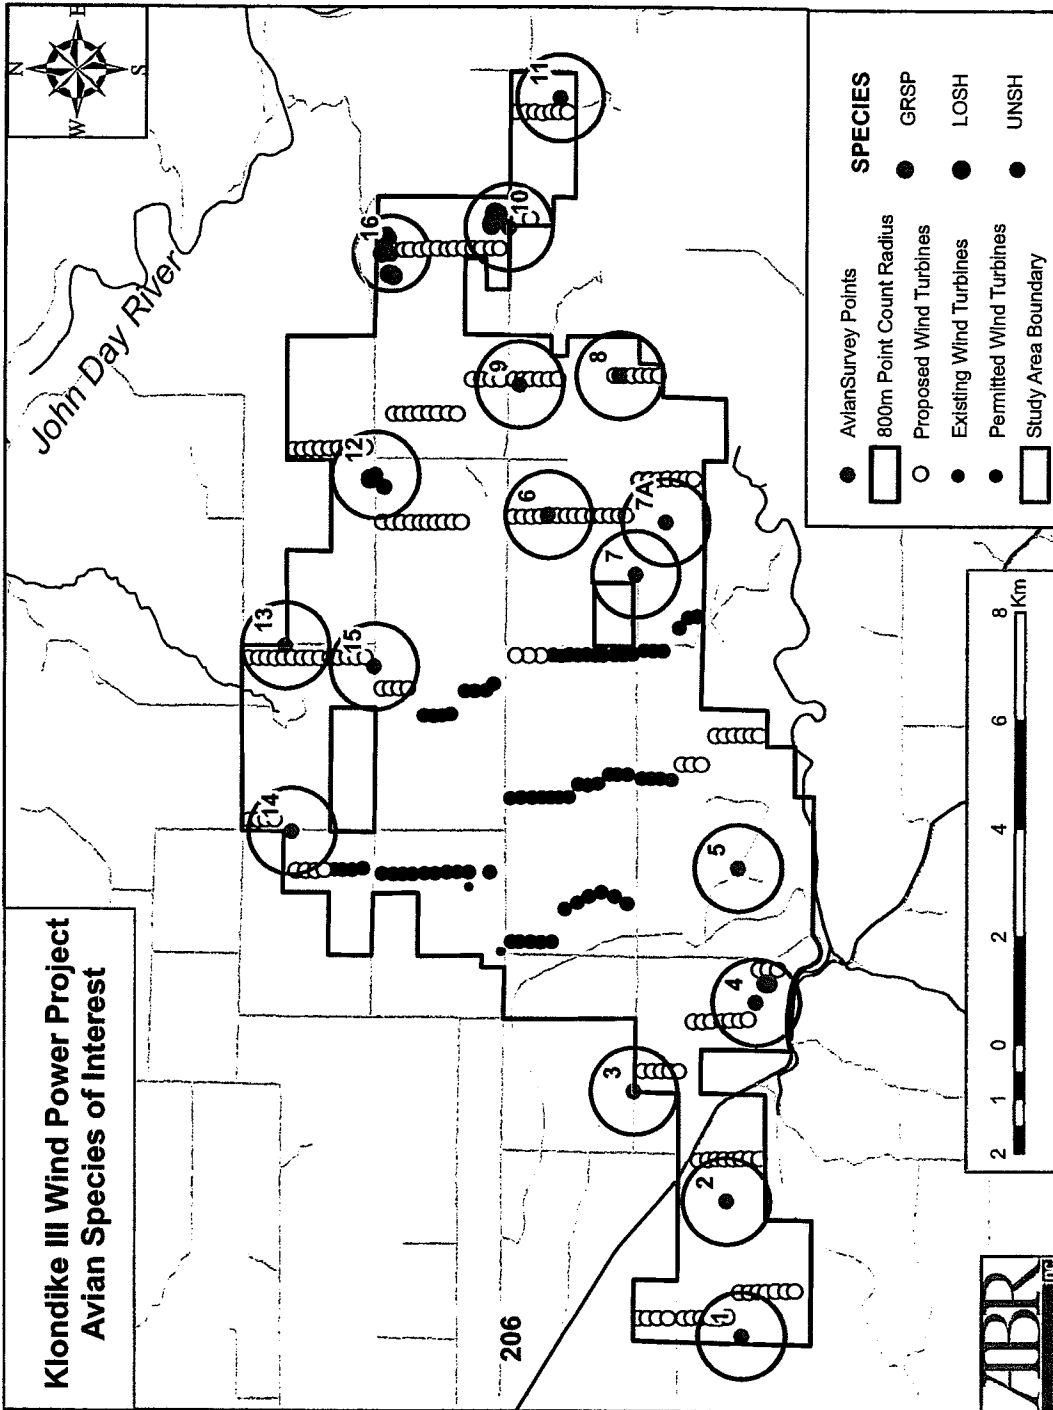 Klondike III Wind Power Project
Avian Species of Interest
N
E
S
W
John Day River
206
1
2
3
4
5
6
7
7A
8
9
10
11
12
13
14
15
16
AvianSurvey Points
800m Point Count Radius
Proposed Wind Turbines
Existing Wind Turbines
Permitted WInd Turbines
Study Area Boundary
SPECIES
GRSP
LOSH
UNSH
2 1 0 2 4 6 8
Km
ABR